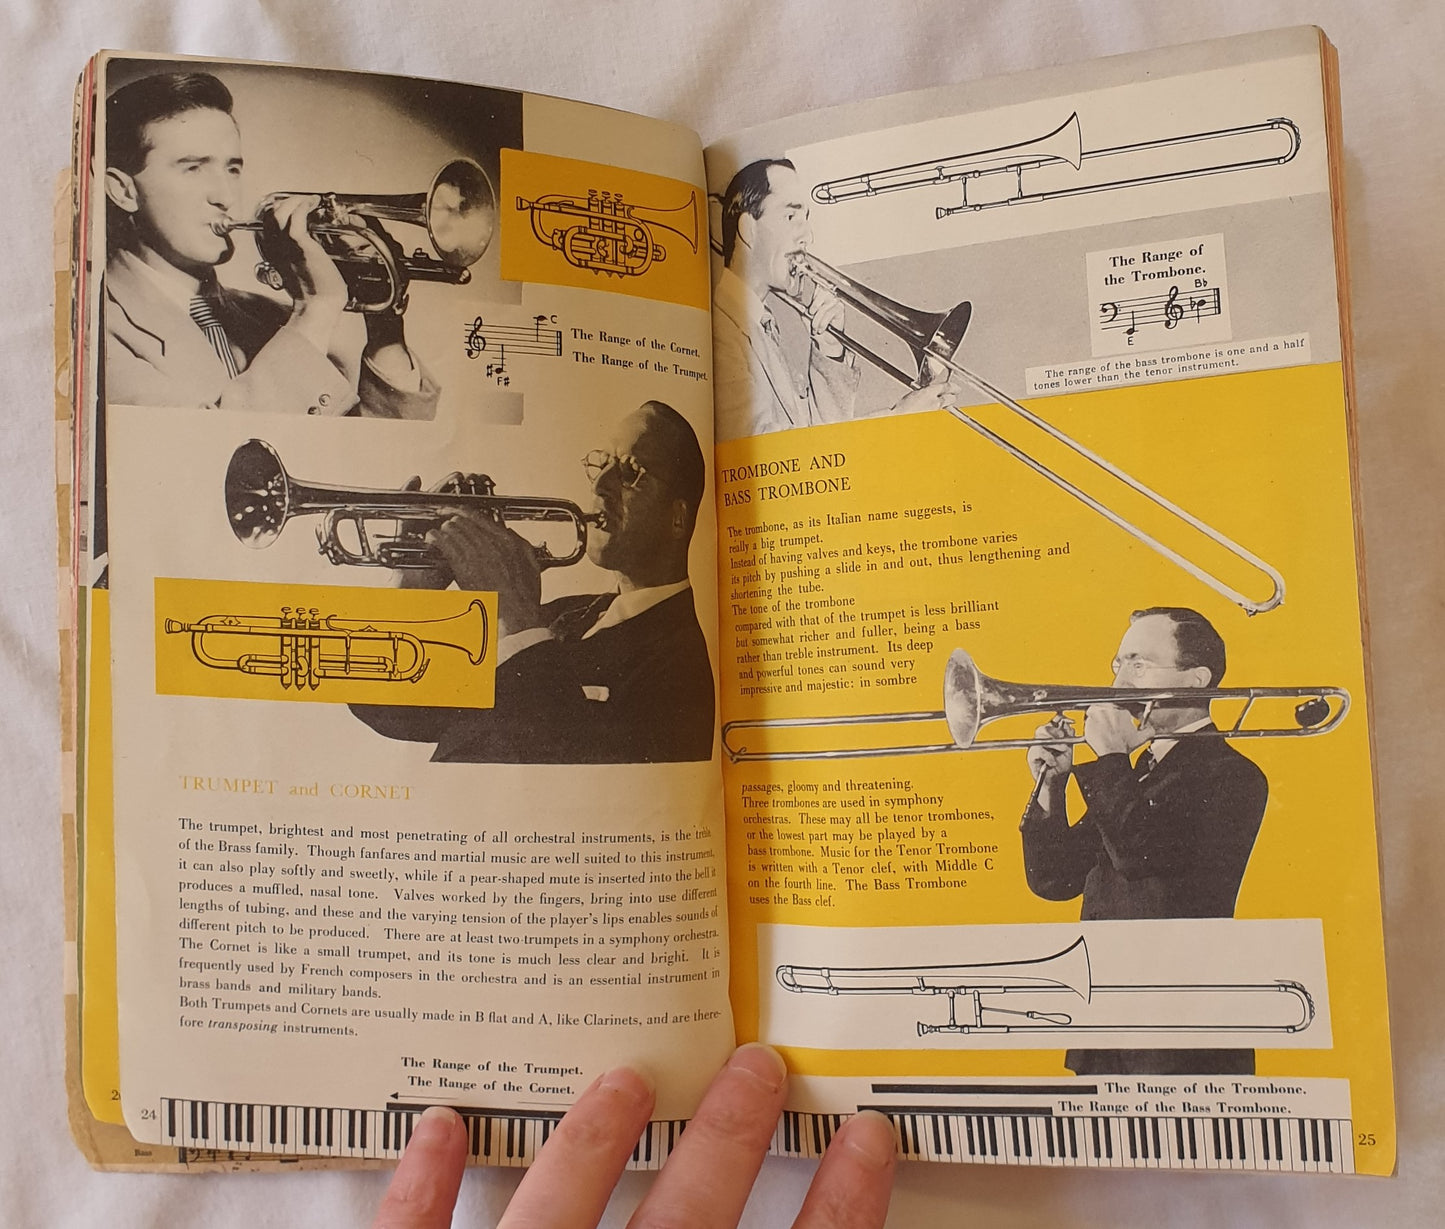 C
The Range of the Cornet.
The Range of the Trumpet.
#
F#
TRUMPET and CORNET
The trumpet, brightest and most penetrating of all orchestral instruments, is the treble
of the Brass family. Though fanfares and martial music are well suited to this instrument,
it can also play softly and sweetly, while if a pear-shaped mute is inserted into the bell it
produces a muffled, nasal tone. Valves worked by the fingers, bring into use different
lengths of tubing, and these and the varying tension of the player's lips enables sounds of
different pitch to be produced. There are at least two trumpets in a symphony orchestra.
The Cornet is like a small trumpet, and its tone is much less clear and bright. It is
frequently used by French composers in the orchestra and is an essential instrument in
brass bands and military bands.
Both Trumpets and Cornets are usually made in B flat and A, like Clarinets, and are there-
fore transposing instruments.
The Range of the Trumpet.
The Range of the Cornet.
24
2
Bass
The Range of
the Trombone.
Bb
E
The range of the bass trombone is one and a half
tones lower than the tenor instrument.
TROMBONE AND
BASS TROMBONE
The trombone, as its Italian name suggests, is
really a big trumpet.
Instead of having valves and keys, the trombone varies
its pitch by pushing a slide in and out, thus lengthening and
shortening the tube.
The tone of the trombone
compared with that of the trumpet is less brilliant
but somewhat richer and fuller, being a bass
rather than treble instrument. Its deep
and powerful tones can sound very
impressive and majestic: in sombre
passages, gloomy and threatening.
Three trombones are used in symphony
orchestras. These may all be tenor trombones,
or the lowest part may be played by a
bass trombone. Music for the Tenor Trombone
is written with a Tenor clef, with Middle C
on the fourth line. The Bass Trombone
uses the Bass clef.
The Range of the Trombone.
The Range of the Bass Trombone.
25